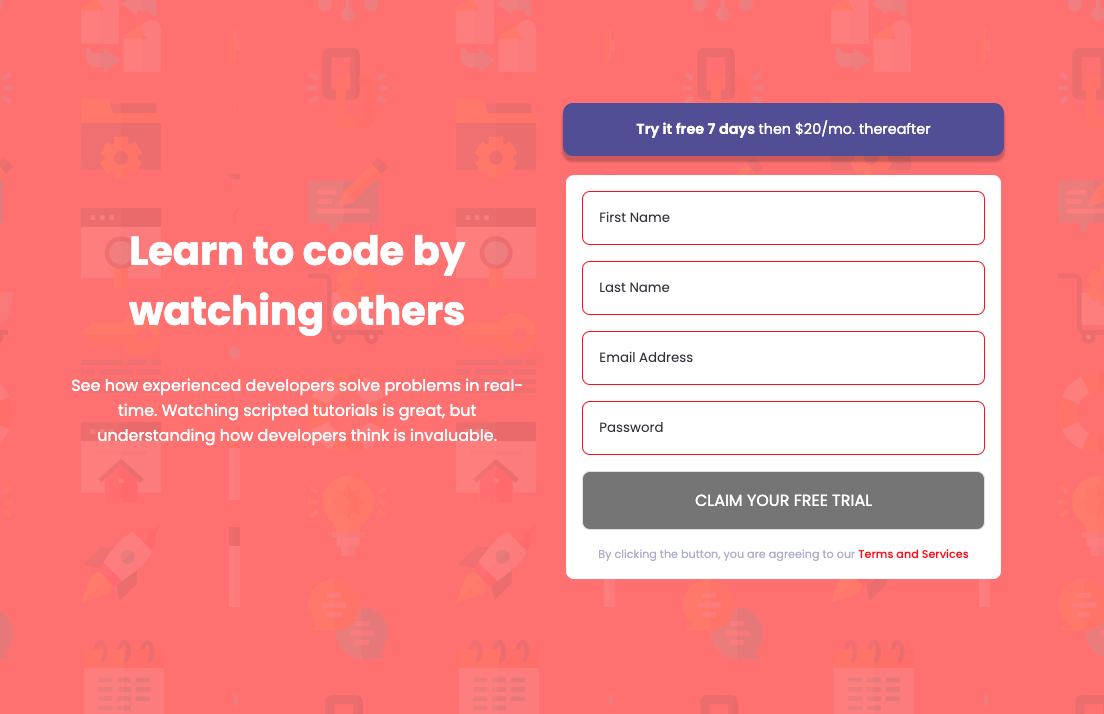 Learn to code by
watching others
See how experienced developers solve problems in real-
time. Watching scripted tutorials is great, but
understanding how developers think is invaluable.
Try it free 7 days then $20/mo. thereafter
First Name
Last Name
Email Address
Password
CLAIM YOUR FREE TRIAL
By clicking the button, you are agreeing to our Terms and Services